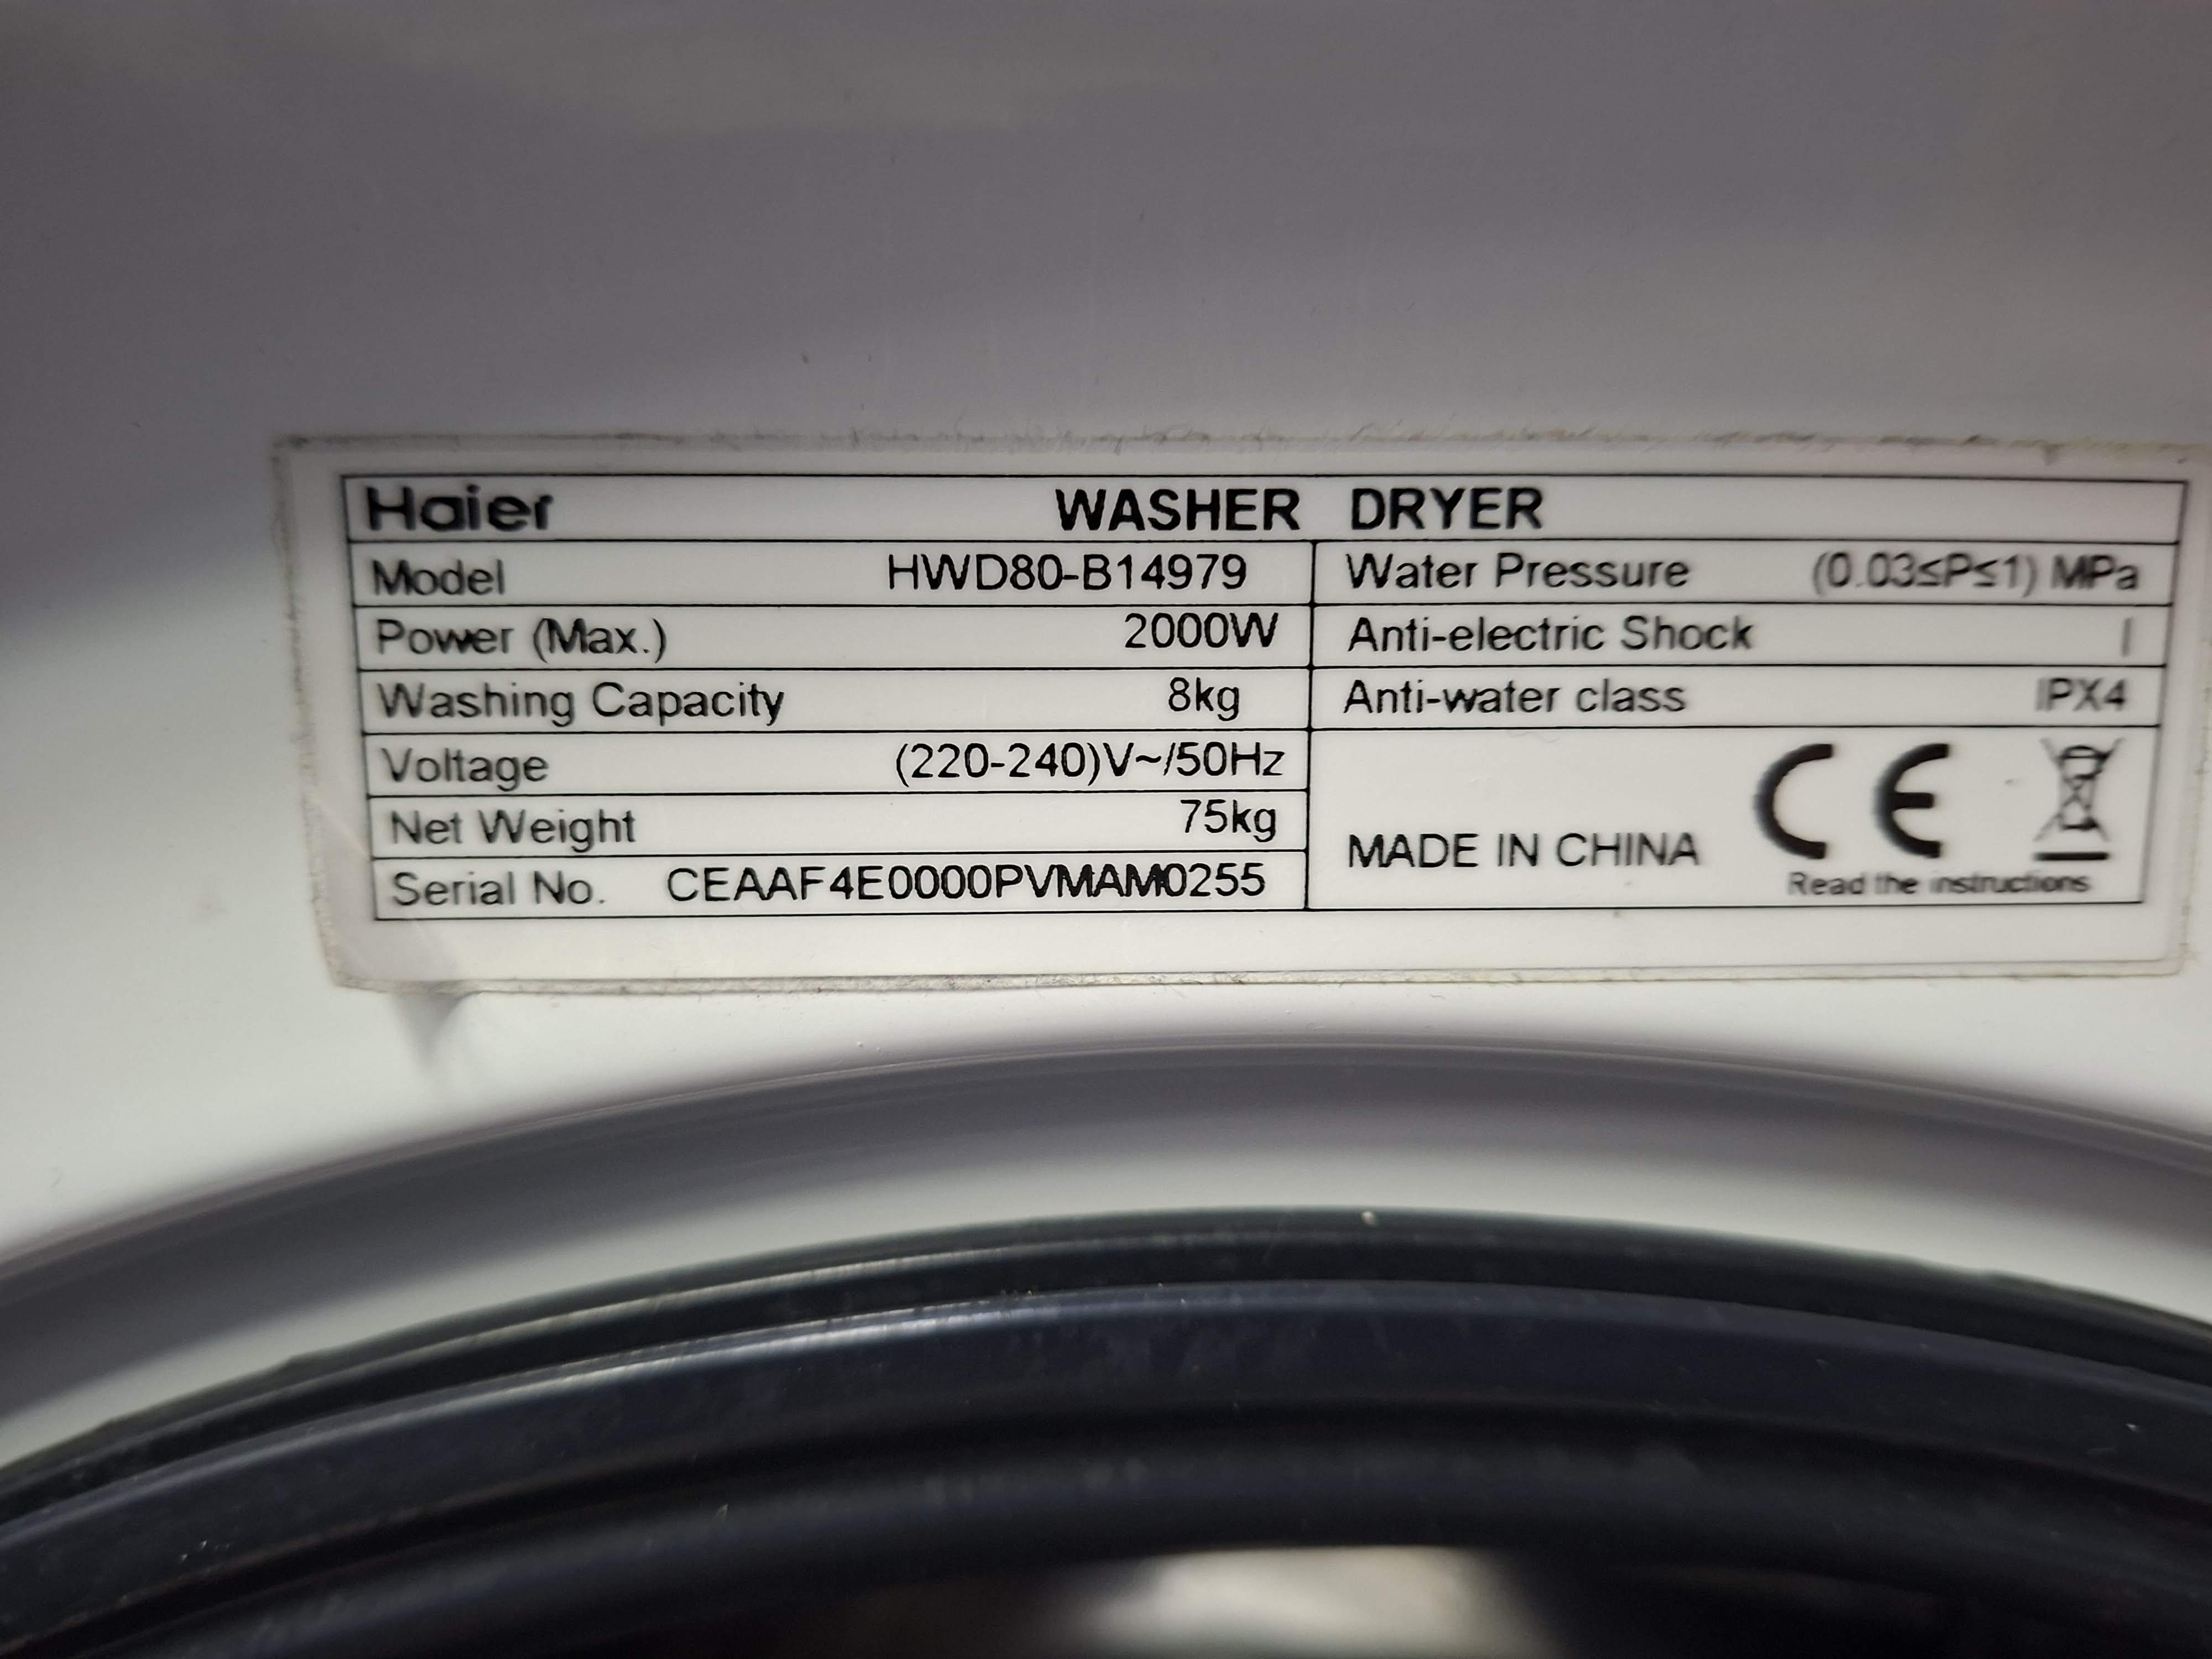 Haier WASHER DRYER
Model HWD80-B14979 Water Pressure (0.03≤P≤1) MPa
Power (Max.) 2000W Anti-electric Shock I
Washing Capacity 8kg Anti-water class IPX4
Voltage (220-240)V~/50Hz
Net Weight 75kg
MADE IN CHINA CE
Serial No. CEAAF4E0000PVMAM0255 Read the instructions